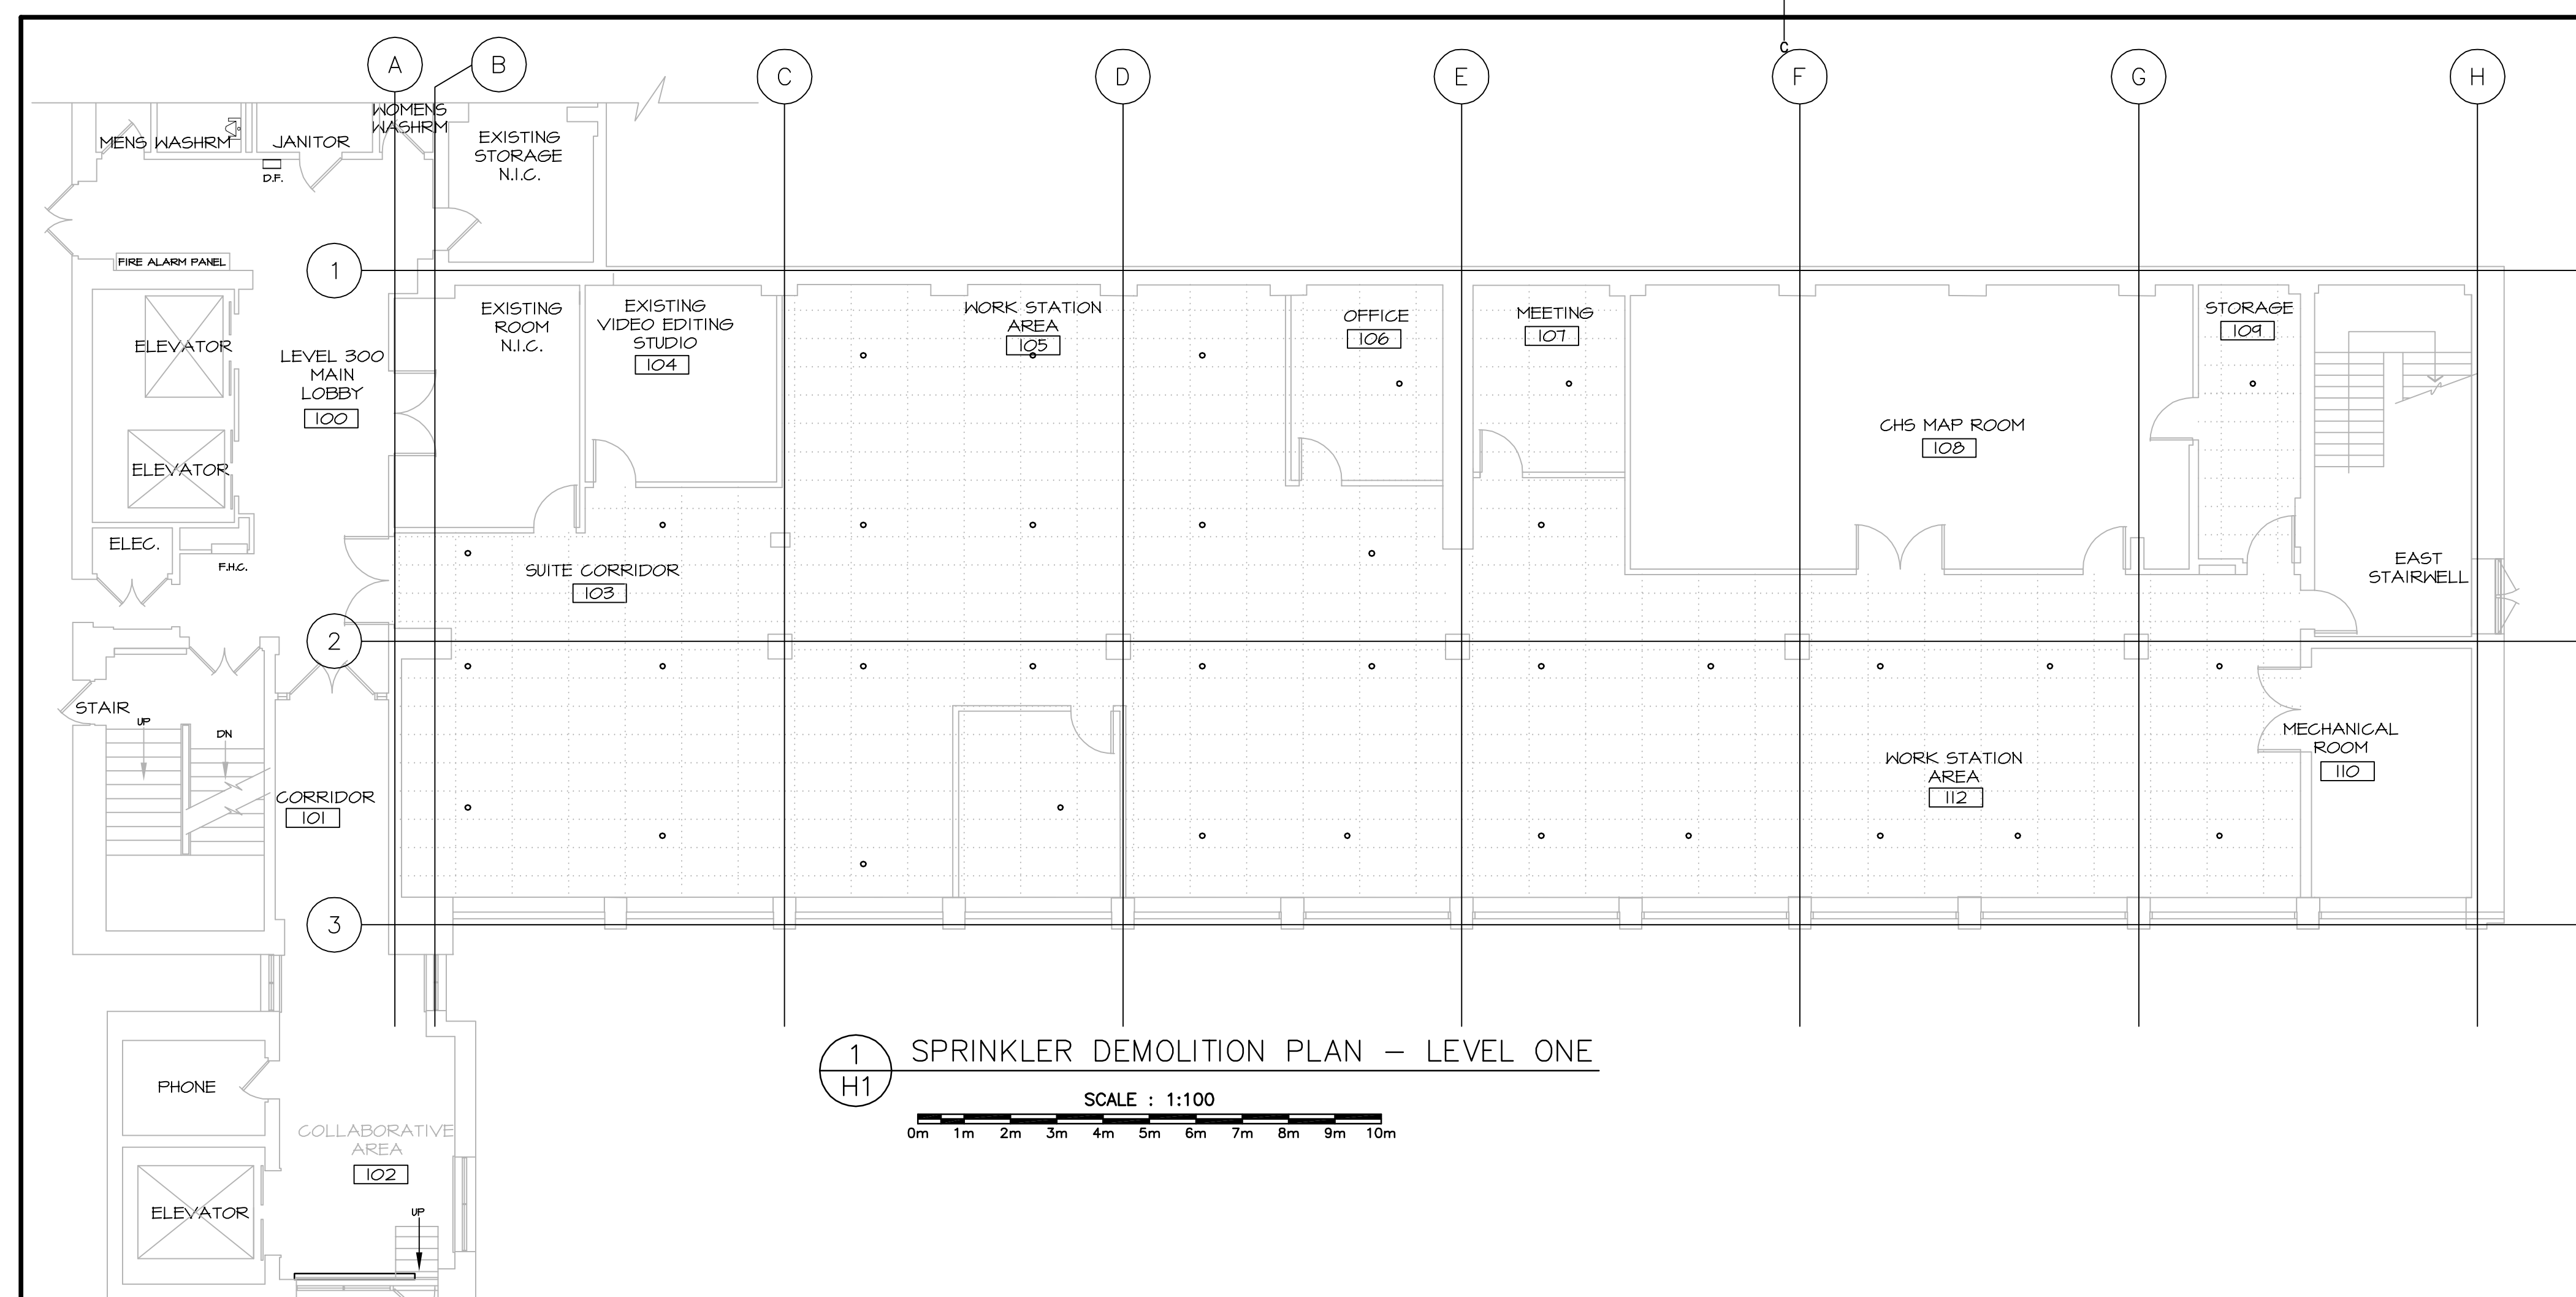 C
A
B
C
D
E
F
G
H
WOMENS
WASHRM
MENS WASHRM
JANITOR
D.F.
EXISTING
STORAGE
N.I.C.
FIRE ALARM PANEL
1
ELEVATOR
LEVEL 300
MAIN
LOBBY
100
EXISTING
ROOM
N.I.C.
EXISTING
VIDEO EDITING
STUDIO
104
WORK STATION
AREA
105
OFFICE
106
MEETING
107
CHS MAP ROOM
108
STORAGE
109
ELEVATOR
ELEC.
F.H.C.
SUITE CORRIDOR
103
EAST
STAIRWELL
2
STAIR
UP
DN
CORRIDOR
101
WORK STATION
AREA
112
MECHANICAL
ROOM
110
3
1
H1
SPRINKLER DEMOLITION PLAN – LEVEL ONE
SCALE : 1:100
0m 1m 2m 3m 4m 5m 6m 7m 8m 9m 10m
PHONE
COLLABORATIVE
AREA
102
ELEVATOR
UP